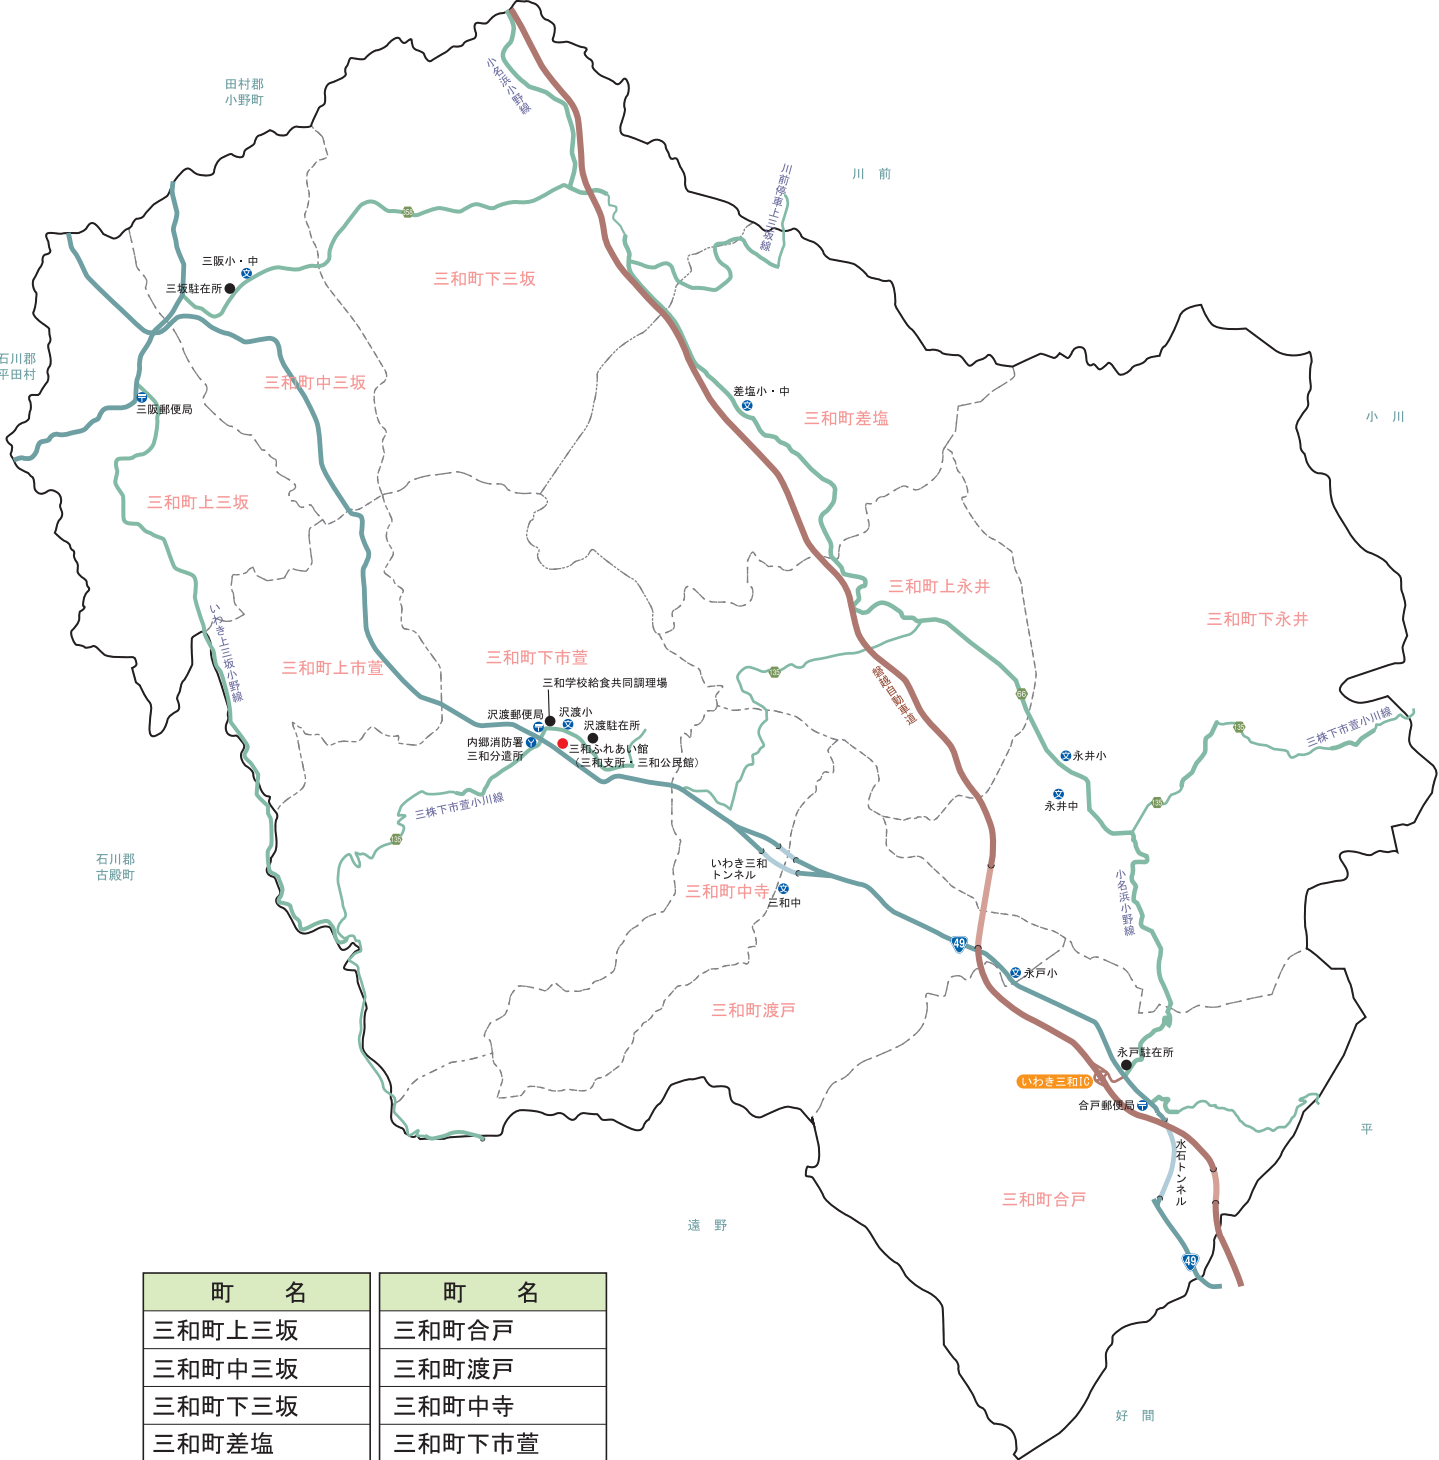 小名浜小野線
田村郡
小野町
川前停車上三坂線
川　前
三阪小・中
三坂駐在所
三和町下三坂
石川郡
平田村
三和町中三坂
三阪郵便局
差塩小・中
三和町差塩
小　川
三和町上三坂
三和町上永井
三和町下永井
いわき上三坂小野線
三和町上市萱
三和町下市萱
三和学校給食共同調理場
135
磐越自動車道
66
沢渡郵便局
沢渡小
沢渡駐在所
内郷消防署
三和分遣所
三和ふれあい館
（三和支所・三和公民館）
135
三株下市萱小川線
永井小
永井中
135
三株下市萱小川線
135
石川郡
古殿町
いわき三和
トンネル
三和町中寺
三和中
小名浜小野線
49
永戸小
三和町渡戸
永戸駐在所
いわき三和IC
合戸郵便局
平
水石トンネル
三和町合戸
遠　野
49
好　間
町　名
町　名
三和町上三坂
三和町合戸
三和町中三坂
三和町渡戸
三和町下三坂
三和町中寺
三和町差塩
三和町下市萱